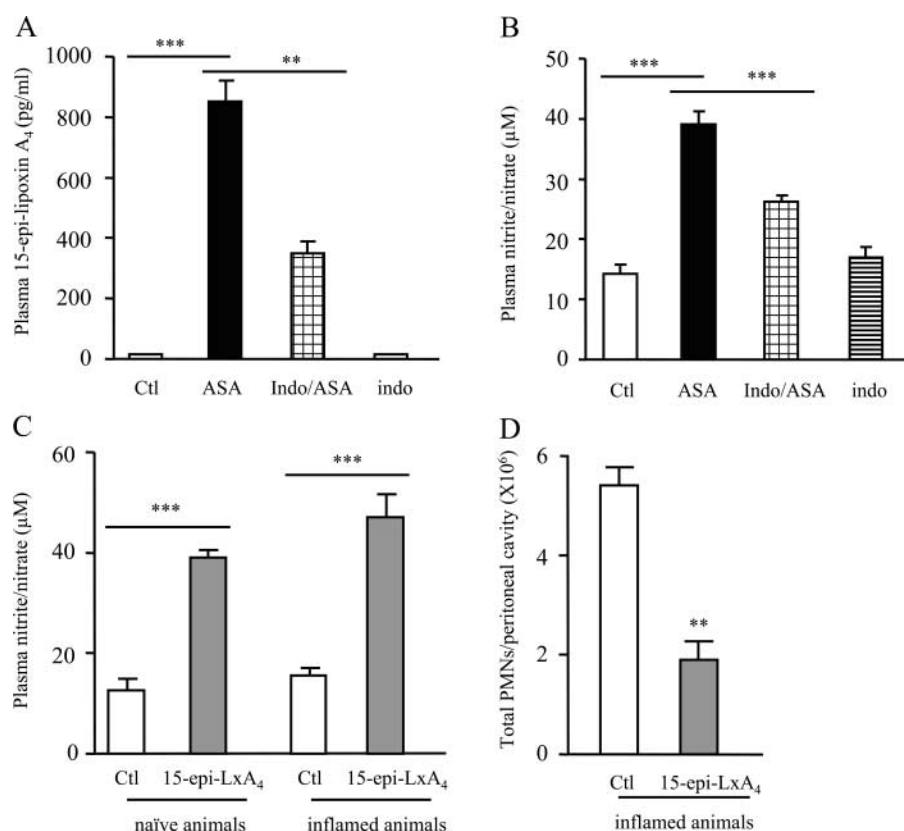 A
***
**
Plasma 15-epi-lipoxin A4 (pg/ml)
1000
800
600
400
200
0
Ctl ASA Indo/ASA indo
B
***
***
Plasma nitrite/nitrate (µM)
50
40
30
20
10
0
Ctl ASA Indo/ASA indo
C
***
***
Plasma nitrite/nitrate (µM)
60
40
20
0
Ctl 15-epi-LxA4 Ctl 15-epi-LxA4
naïve animals inflamed animals
D
Total PMNs/peritoneal cavity (X10⁶)
6
4
2
0
**
Ctl 15-epi-LxA4
inflamed animals